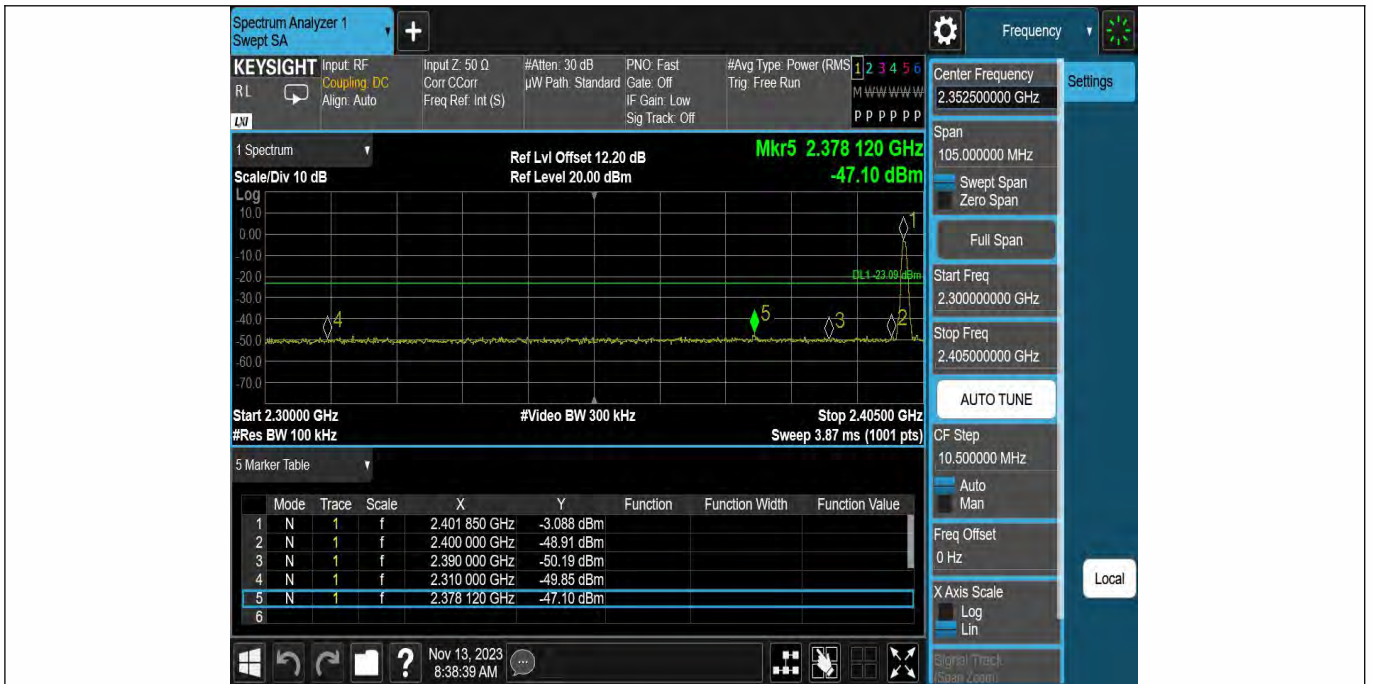 Spectrum Analyzer 1
Swept SA
Frequency
KEYSIGHT
RL
LXI
Input: RF
Coupling: DC
Align: Auto
Input Z: 50 Ω
Corr CCorr
Freq Ref: Int (S)
#Atten: 30 dB
µW Path: Standard
PNO: Fast
Gate: Off
IF Gain: Low
Sig Track: Off
#Avg Type: Power (RMS
Trig: Free Run
1 2 3 4 5 6
M W W W W W
P P P P P P
1 Spectrum
Scale/Div 10 dB
Ref Lvl Offset 12.20 dB
Ref Level 20.00 dBm
Mkr5 2.378 120 GHz
-47.10 dBm
Log
10.0
0.00
-10.0
-20.0
-30.0
-40.0
-50.0
-60.0
-70.0
1
DL1 -23.09 dBm
4
5
3
2
Start 2.30000 GHz
#Video BW 300 kHz
Stop 2.40500 GHz
#Res BW 100 kHz
Sweep 3.87 ms (1001 pts)
5 Marker Table
Mode Trace Scale X Y Function Function Width Function Value
1 N 1 f 2.401 850 GHz -3.088 dBm
2 N 1 f 2.400 000 GHz -48.91 dBm
3 N 1 f 2.390 000 GHz -50.19 dBm
4 N 1 f 2.310 000 GHz -49.85 dBm
5 N 1 f 2.378 120 GHz -47.10 dBm
6
?
Nov 13, 2023
8:38:39 AM
Center Frequency
2.352500000 GHz
Settings
Span
105.000000 MHz
Swept Span
Zero Span
Full Span
Start Freq
2.300000000 GHz
Stop Freq
2.405000000 GHz
AUTO TUNE
CF Step
10.500000 MHz
Auto
Man
Freq Offset
0 Hz
Local
X Axis Scale
Log
Lin
Signal Track
(Span Zoom)